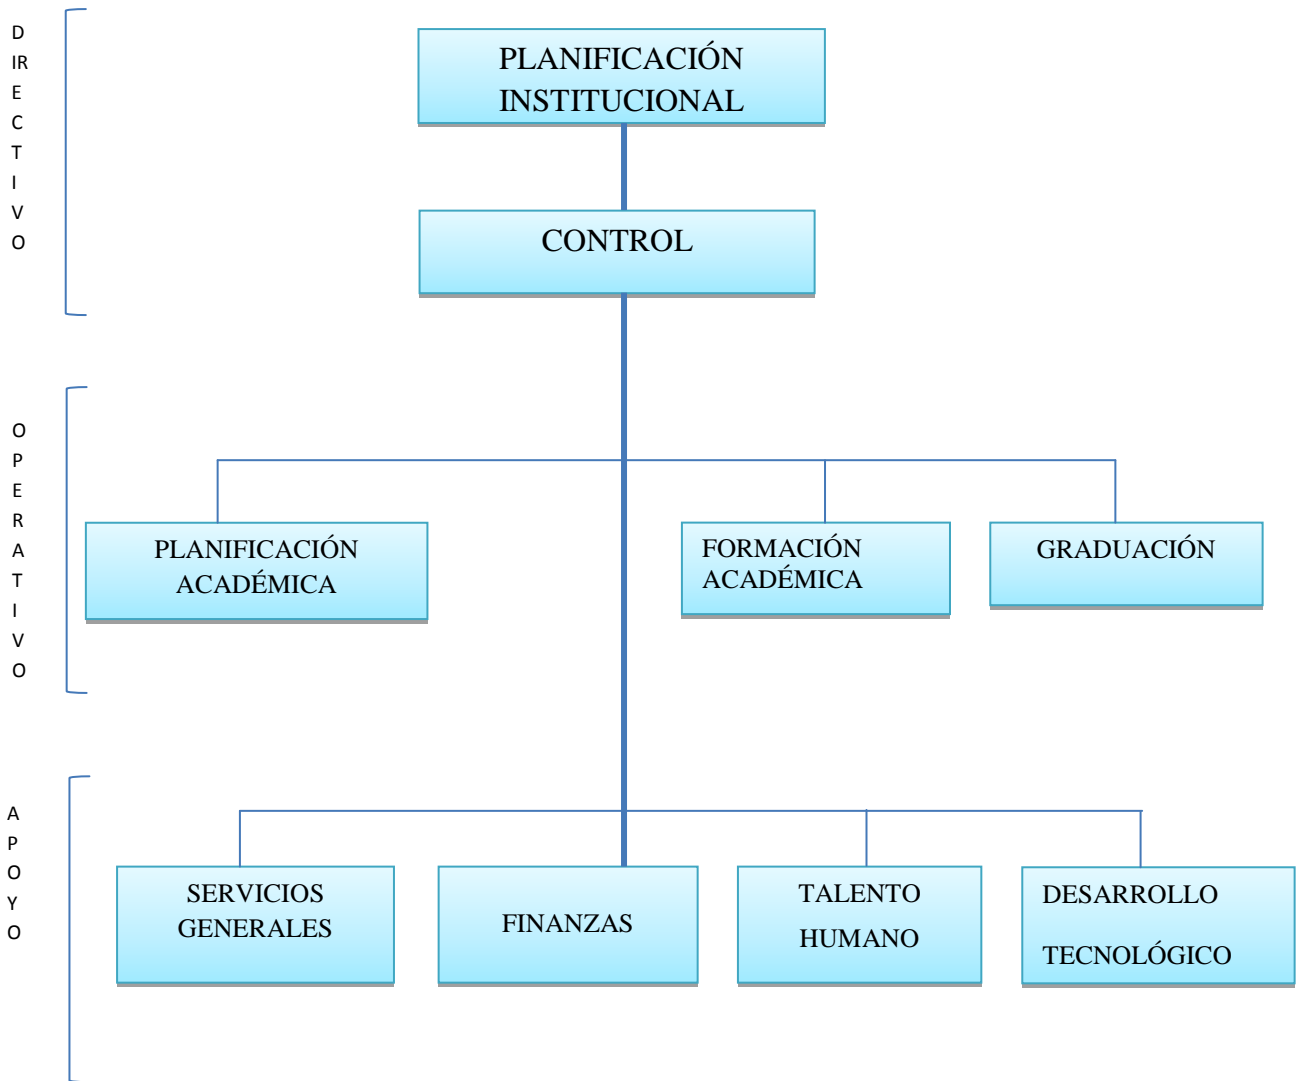 D
IR
E
C
T
I
V
O
PLANIFICACIÓN
INSTITUCIONAL
CONTROL
O
P
E
R
A
T
I
V
O
PLANIFICACIÓN
ACADÉMICA
FORMACIÓN
ACADÉMICA
GRADUACIÓN
A
P
O
Y
O
SERVICIOS
GENERALES
FINANZAS
TALENTO
HUMANO
DESARROLLO
TECNOLÓGICO